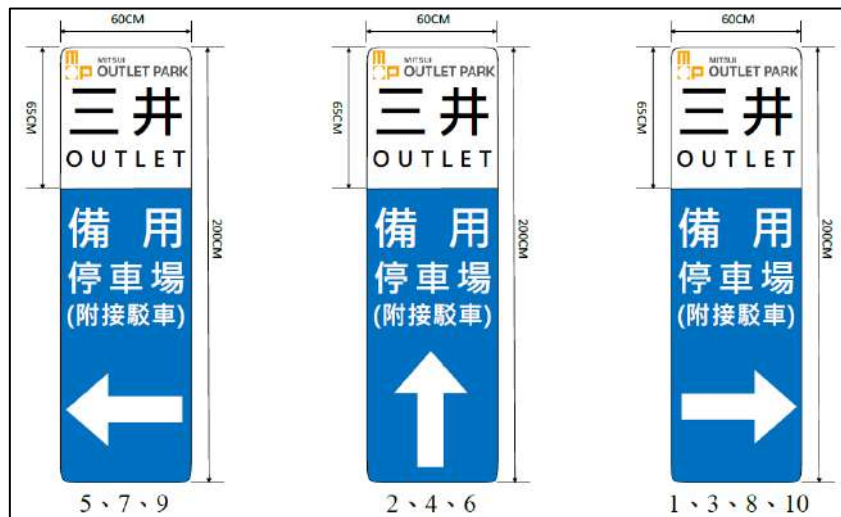 60CM
65CM
200CM
MITSUI
OUTLET PARK
三井
OUTLET
備用
停車場
(附接駁車)
5、7、9
60CM
65CM
200CM
MITSUI
OUTLET PARK
三井
OUTLET
備用
停車場
(附接駁車)
2、4、6
60CM
65CM
200CM
MITSUI
OUTLET PARK
三井
OUTLET
備用
停車場
(附接駁車)
1、3、8、10